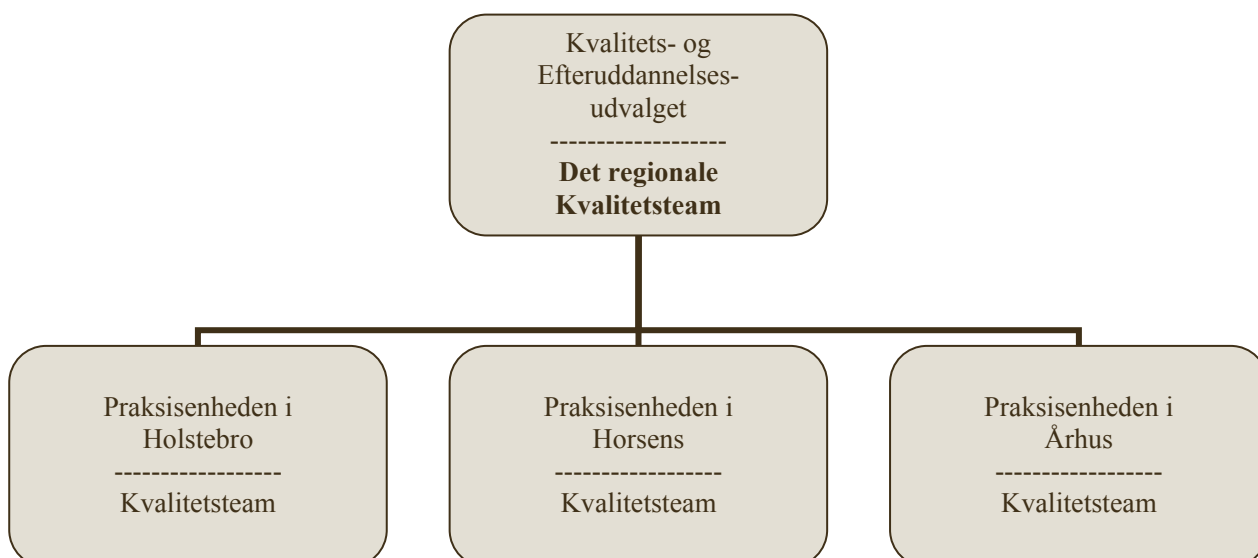 Kvalitets- og
Efteruddannelses-
udvalget
------------------
Det regionale
Kvalitetsteam
Praksisenheden i
Holstebro
-----------------
Kvalitetsteam
Praksisenheden i
Horsens
-----------------
Kvalitetsteam
Praksisenheden i
Århus
-----------------
Kvalitetsteam